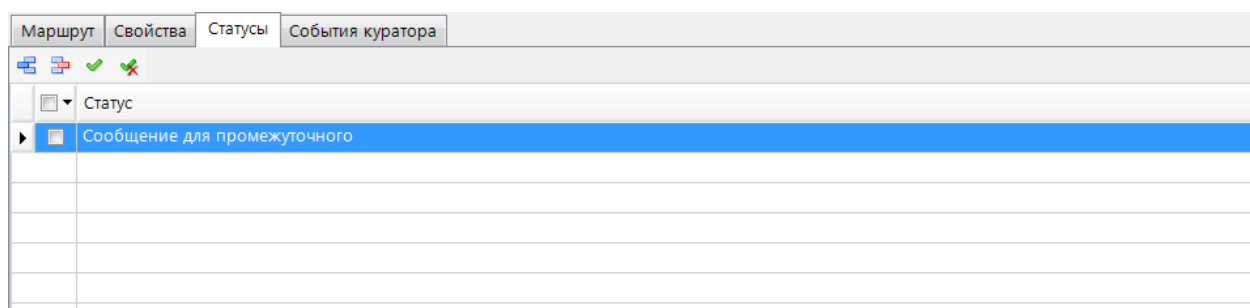 Маршрут Свойства Статусы События куратора
Статус
Сообщение для промежуточного